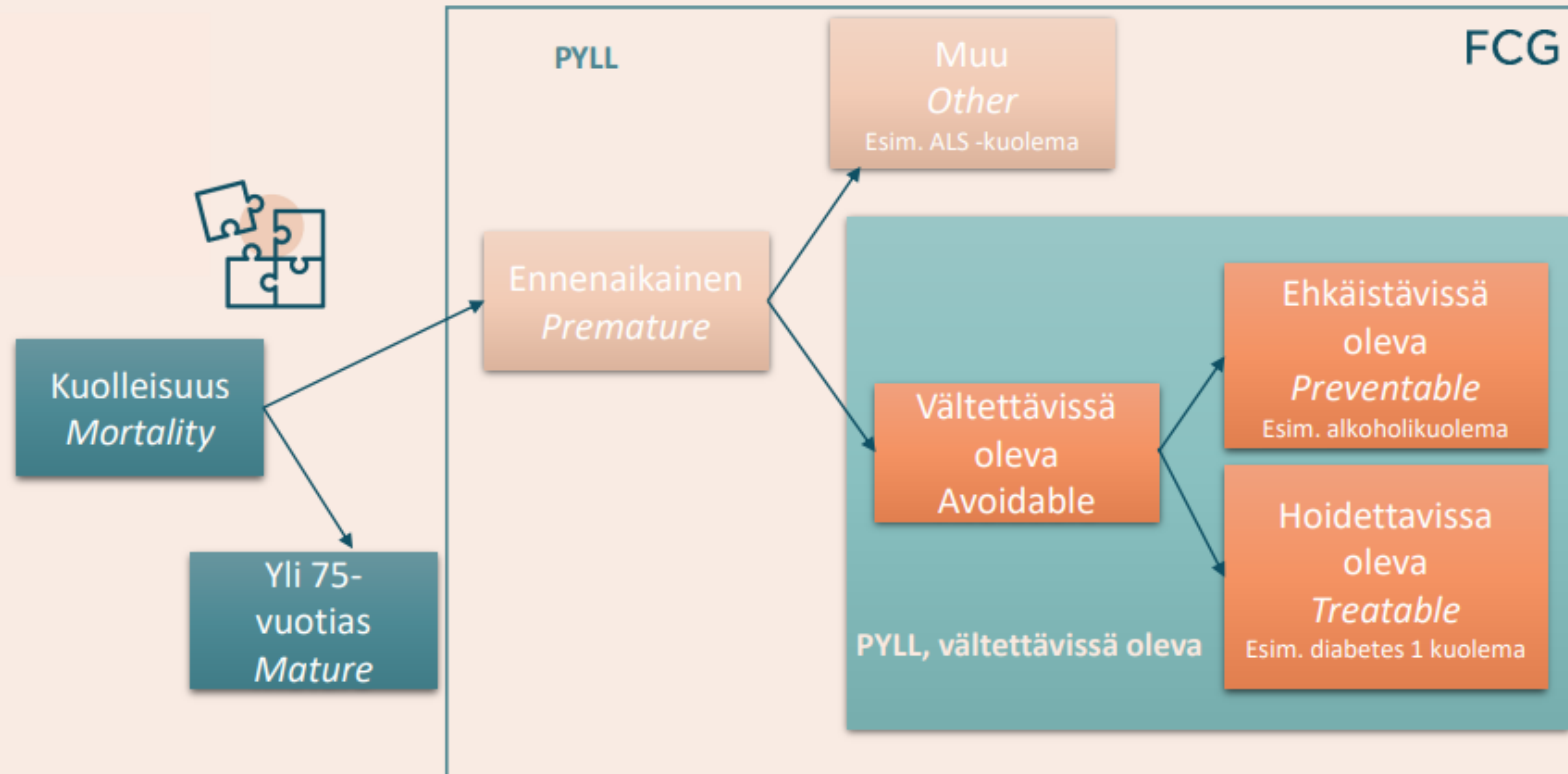 PYLL
FCG
Muu
Other
Esim. ALS -kuolema
Ennenaikainen
Premature
Kuolleisuus
Mortality
Yli 75-
vuotias
Mature
Vältettävissä
oleva
Avoidable
Ehkäistävissä
oleva
Preventable
Esim. alkoholikuolema
Hoidettavissa
oleva
Treatable
Esim. diabetes 1 kuolema
PYLL, vältettävissä oleva